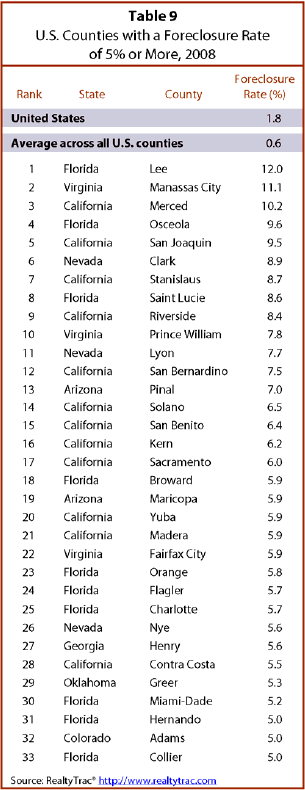 Table 9
U.S. Counties with a Foreclosure Rate
of 5% or More, 2008
Foreclosure
Rank State County Rate (%)
United States 1.8
Average across all U.S. counties 0.6
1 Florida Lee 12.0
2 Virginia Manassas City 11.1
3 California Merced 10.2
4 Florida Osceola 9.6
5 California San Joaquin 9.5
6 Nevada Clark 8.9
7 California Stanislaus 8.7
8 Florida Saint Lucie 8.6
9 California Riverside 8.4
10 Virginia Prince William 7.8
11 Nevada Lyon 7.7
12 California San Bernardino 7.5
13 Arizona Pinal 7.0
14 California Solano 6.5
15 California San Benito 6.4
16 California Kern 6.2
17 California Sacramento 6.0
18 Florida Broward 5.9
19 Arizona Maricopa 5.9
20 California Yuba 5.9
21 California Madera 5.9
22 Virginia Fairfax City 5.9
23 Florida Orange 5.8
24 Florida Flagler 5.7
25 Florida Charlotte 5.7
26 Nevada Nye 5.6
27 Georgia Henry 5.6
28 California Contra Costa 5.5
29 Oklahoma Greer 5.3
30 Florida Miami-Dade 5.2
31 Florida Hernando 5.0
32 Colorado Adams 5.0
33 Florida Collier 5.0
Source: RealtyTrac® http://www.realtytrac.com